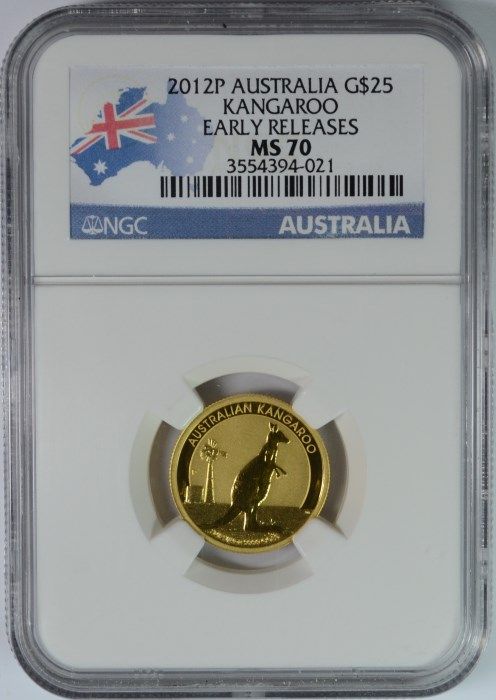 2012P AUSTRALIA G$25
KANGAROO
EARLY RELEASES
MS 70
3554394-021
NGC
AUSTRALIA
AUSTRALIAN KANGAROO